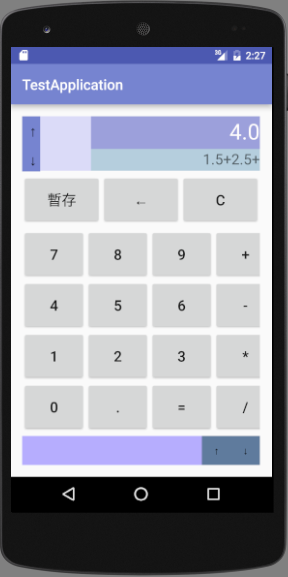 3G 2:27
TestApplication
↑ 4.0
↓ 1.5+2.5+
暂存 ← C
7 8 9 +
4 5 6 -
1 2 3 *
0 . = /
↑ ↓